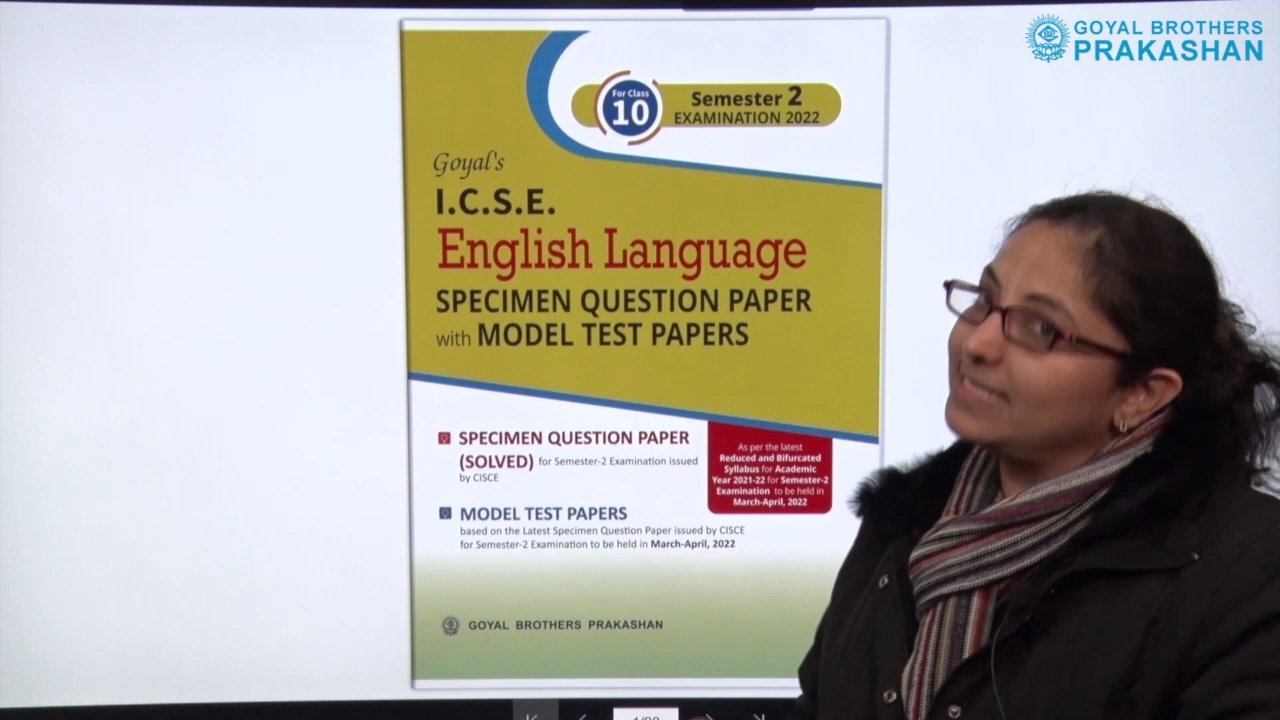 GOYAL BROTHERS
PRAKASHAN
For Class
10
Semester 2
EXAMINATION 2022
Goyal's
I.C.S.E.
English Language
SPECIMEN QUESTION PAPER
with MODEL TEST PAPERS
SPECIMEN QUESTION PAPER
(SOLVED) for Semester-2 Examination issued
by CISCE
As per the latest
Reduced and Bifurcated
Syllabus for Academic
Year 2021-22 for Semester-2
Examination to be held in
March-April, 2022
MODEL TEST PAPERS
based on the Latest Specimen Question Paper issued by CISCE
for Semester-2 Examination to be held in March-April, 2022
GOYAL BROTHERS PRAKASHAN